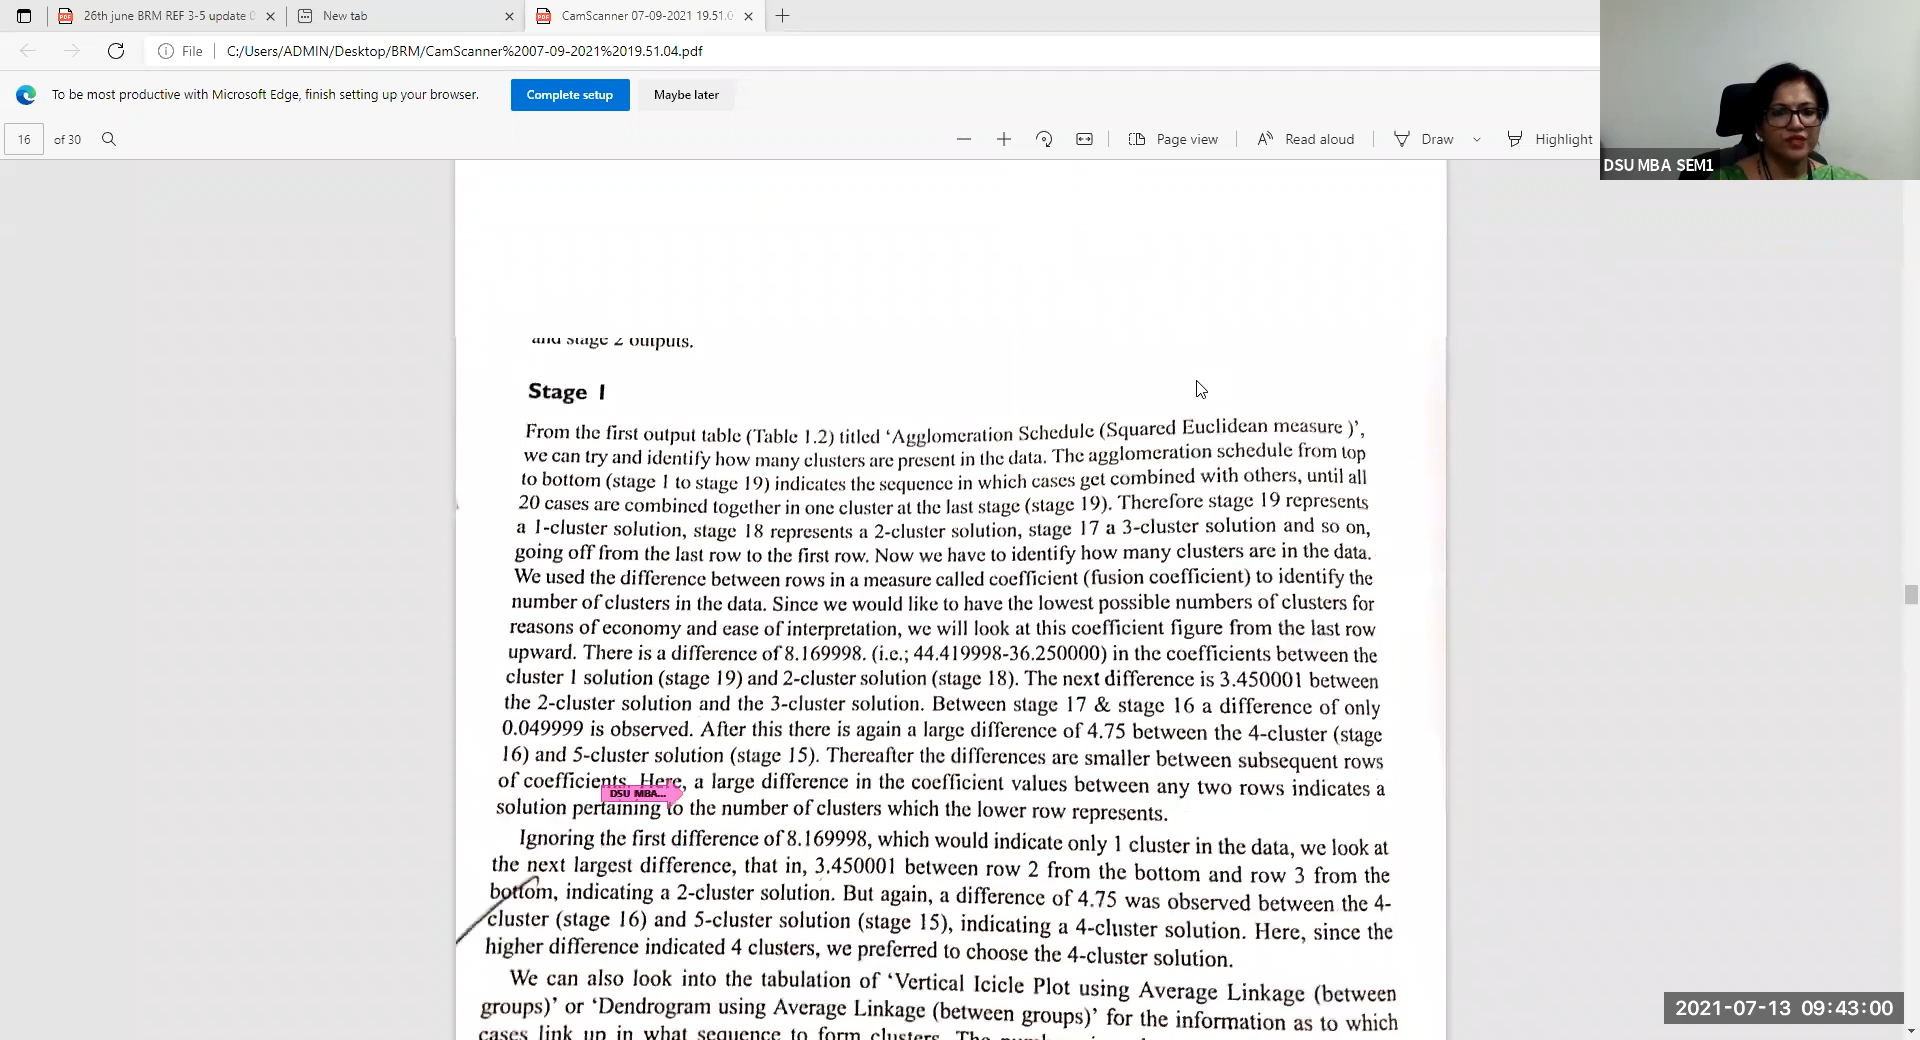 26th june BRM REF 3-5 update 0
New tab
CamScanner 07-09-2021 19.51.0
File
C:/Users/ADMIN/Desktop/BRM/CamScanner%2007-09-2021%2019.51.04.pdf
To be most productive with Microsoft Edge, finish setting up your browser.
Complete setup
Maybe later
16 of 30
Page view
Read aloud
Draw
Highlight
DSU MBA SEM1
and stage 2 outputs.
Stage 1
From the first output table (Table 1.2) titled ‘Agglomeration Schedule (Squared Euclidean measure )’,
we can try and identify how many clusters are present in the data. The agglomeration schedule from top
to bottom (stage 1 to stage 19) indicates the sequence in which cases get combined with others, until all
20 cases are combined together in one cluster at the last stage (stage 19). Therefore stage 19 represents
a 1-cluster solution, stage 18 represents a 2-cluster solution, stage 17 a 3-cluster solution and so on,
going off from the last row to the first row. Now we have to identify how many clusters are in the data.
We used the difference between rows in a measure called coefficient (fusion coefficient) to identify the
number of clusters in the data. Since we would like to have the lowest possible numbers of clusters for
reasons of economy and ease of interpretation, we will look at this coefficient figure from the last row
upward. There is a difference of 8.169998. (i.e.; 44.419998-36.250000) in the coefficients between the
cluster 1 solution (stage 19) and 2-cluster solution (stage 18). The next difference is 3.450001 between
the 2-cluster solution and the 3-cluster solution. Between stage 17 & stage 16 a difference of only
0.049999 is observed. After this there is again a large difference of 4.75 between the 4-cluster (stage
16) and 5-cluster solution (stage 15). Thereafter the differences are smaller between subsequent rows
of coefficients. Here, a large difference in the coefficient values between any two rows indicates a
DSU MBA...
solution pertaining to the number of clusters which the lower row represents.
Ignoring the first difference of 8.169998, which would indicate only 1 cluster in the data, we look at
the next largest difference, that in, 3.450001 between row 2 from the bottom and row 3 from the
bottom, indicating a 2-cluster solution. But again, a difference of 4.75 was observed between the 4-
cluster (stage 16) and 5-cluster solution (stage 15), indicating a 4-cluster solution. Here, since the
higher difference indicated 4 clusters, we preferred to choose the 4-cluster solution.
We can also look into the tabulation of ‘Vertical Icicle Plot using Average Linkage (between
groups)’ or ‘Dendrogram using Average Linkage (between groups)’ for the information as to which
cases link up in what sequence to form clusters. The
2021-07-13 09:43:00